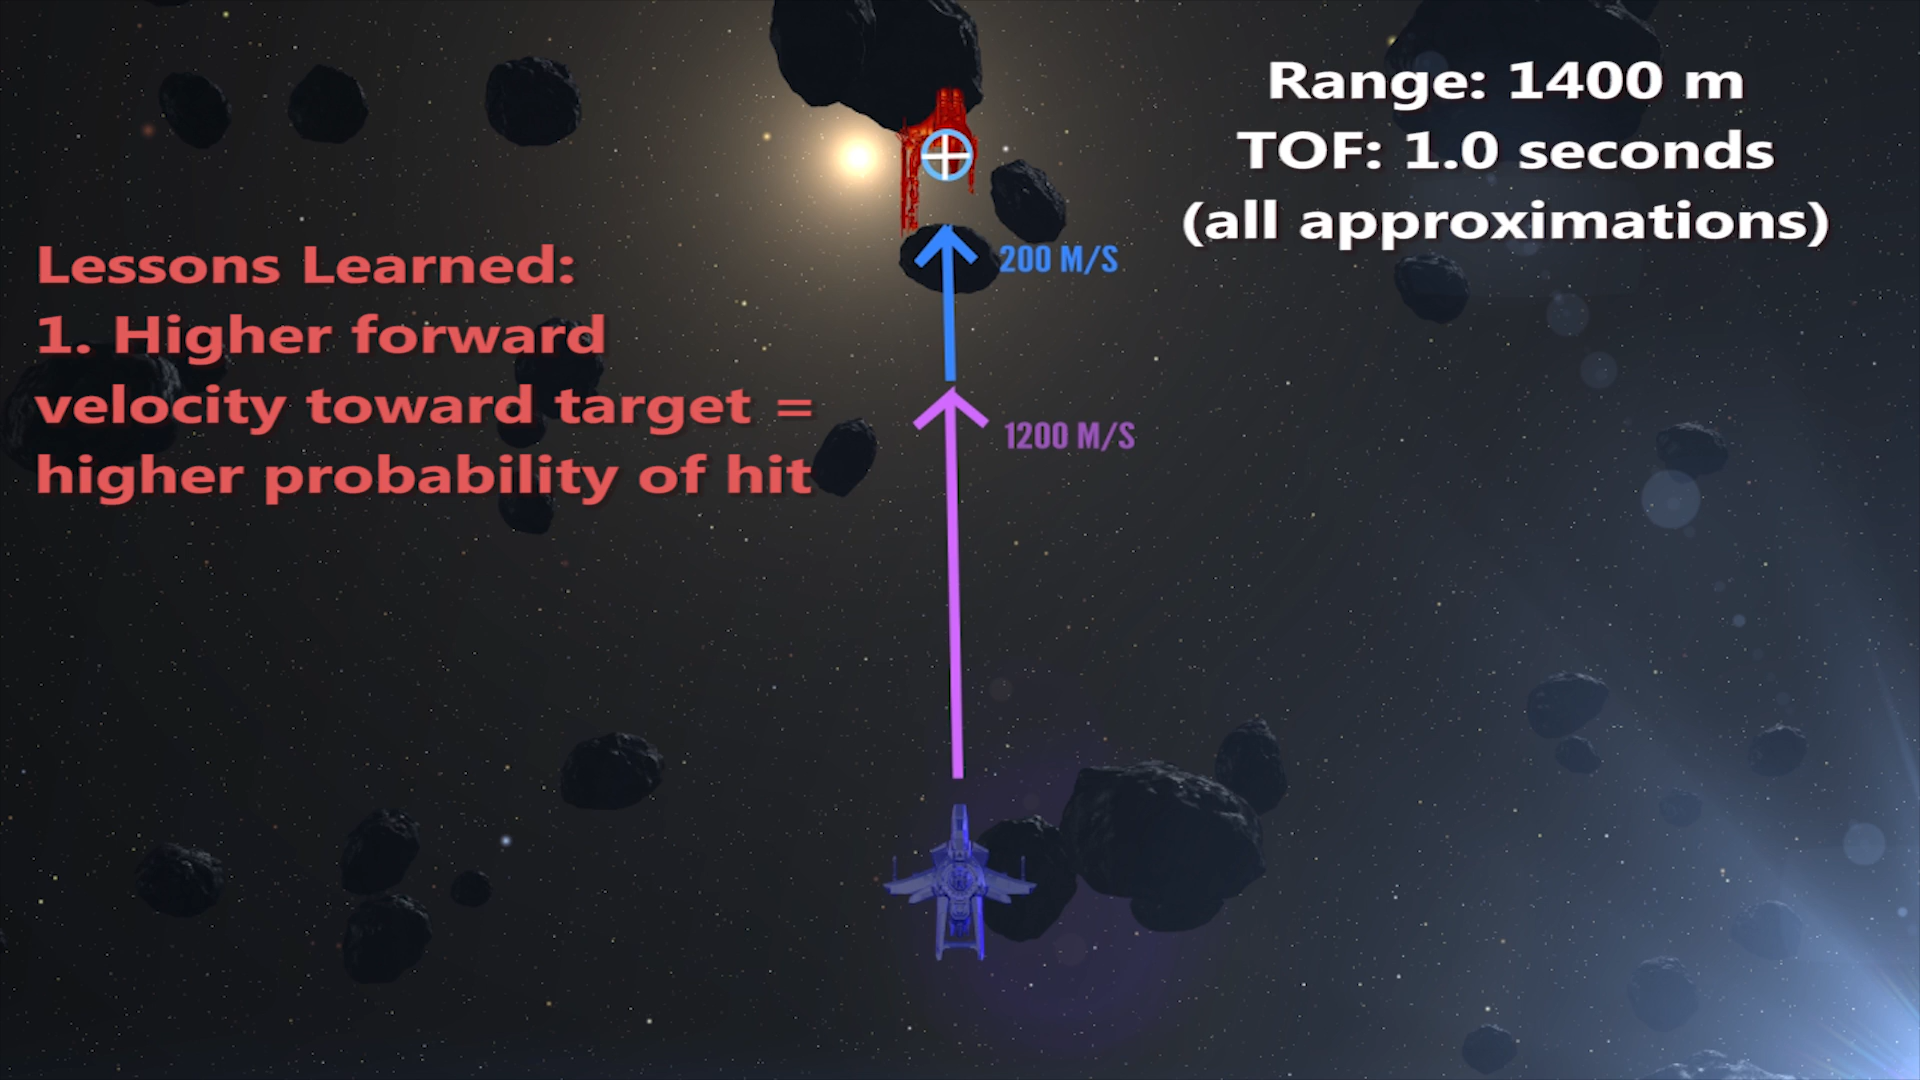 Range: 1400 m
TOF: 1.0 seconds
(all approximations)
Lessons Learned:
1. Higher forward
velocity toward target =
higher probability of hit
200 M/S
1200 M/S